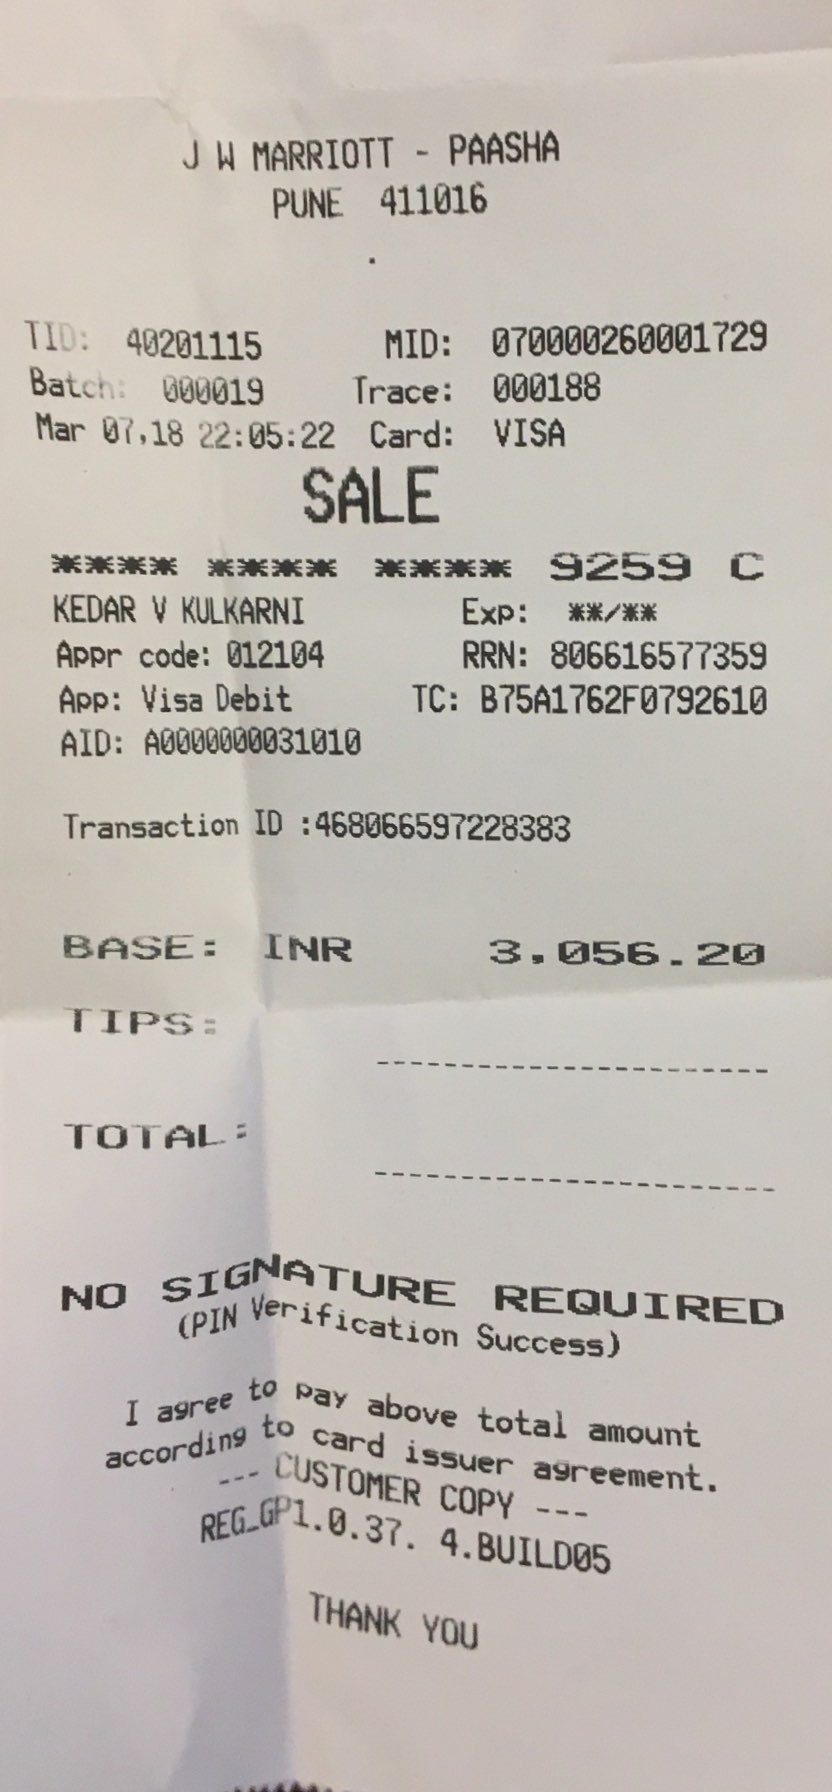 J W MARRIOTT - PAASHA
PUNE 411016
.
TID: 40201115 MID: 070000260001729
Batch: 000019 Trace: 000188
Mar 07,18 22:05:22 Card: VISA
SALE
**** **** **** 9259 C
KEDAR V KULKARNI Exp: **/**
Appr code: 012104 RRN: 806616577359
App: Visa Debit TC: B75A1762F0792610
AID: A0000000031010
Transaction ID :468066597228383
BASE: INR 3,056.20
TIPS:
TOTAL:
NO SIGNATURE REQUIRED
(PIN Verification Success)
I agree to pay above total amount
according to card issuer agreement.
--- CUSTOMER COPY ---
REG_GP1.0.37. 4.BUILD05
THANK YOU